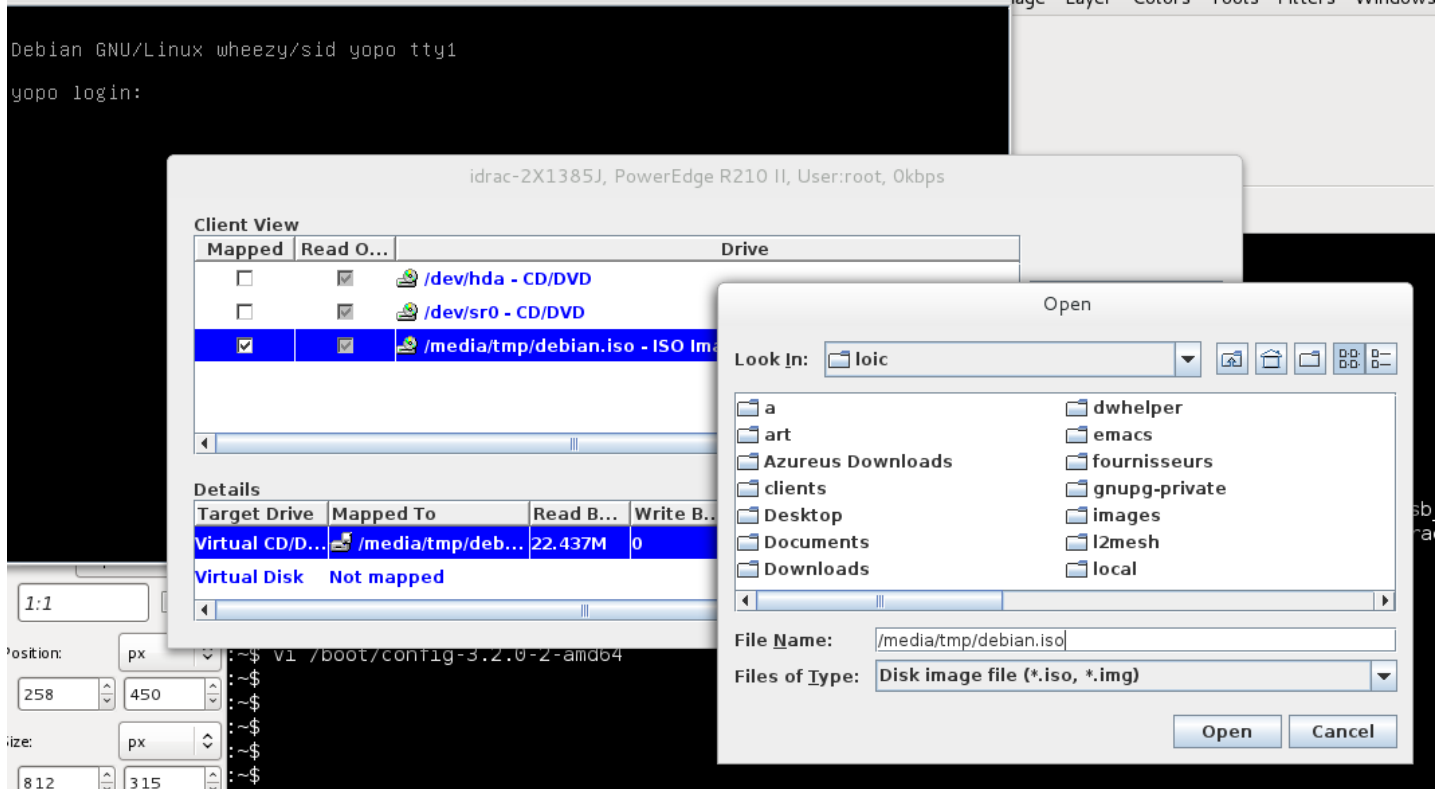 Layer Colors Tools Filters Windows
Debian GNU/Linux wheezy/sid yopo tty1
yopo login:
idrac-2X1385J, PowerEdge R210 II, User:root, 0kbps
Client View
Mapped Read O... Drive
/dev/hda - CD/DVD
/dev/sr0 - CD/DVD
/media/tmp/debian.iso - ISO Ima
Details
Target Drive Mapped To Read B... Write B..
Virtual CD/D... /media/tmp/deb... 22.437M 0
Virtual Disk Not mapped
Open
Look In: loic
a
art
Azureus Downloads
clients
Desktop
Documents
Downloads
dwhelper
emacs
fournisseurs
gnupg-private
images
l2mesh
local
File Name: /media/tmp/debian.iso
Files of Type: Disk image file (*.iso, *.img)
Open Cancel
1:1
Position: px
258 450
px
812 315
:~$ vi /boot/config-3.2.0-2-amd64
:~$
:~$
:~$
:~$
:~$